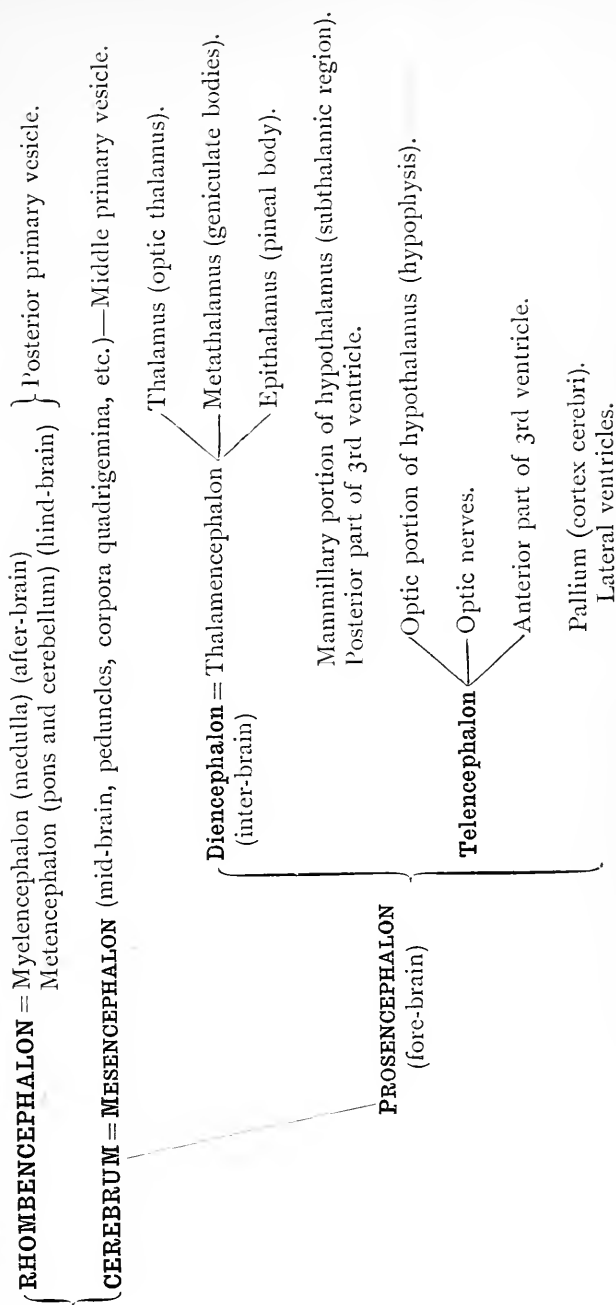 RHOMBENCEPHALON = Myelencephalon (medulla) (after-brain)
Metencephalon (pons and cerebellum) (hind-brain)
Posterior primary vesicle.
CEREBRUM = MESENCEPHALON (mid-brain, peduncles, corpora quadrigemina, etc.)—Middle primary vesicle.
PROSENCEPHALON
(fore-brain)
Diencephalon = Thalamencephalon
(inter-brain)
Thalamus (optic thalamus).
Metathalamus (geniculate bodies).
Epithalamus (pineal body).
Mammillary portion of hypothalamus (subthalamic region).
Posterior part of 3rd ventricle.
Telencephalon
Optic portion of hypothalamus (hypophysis).
Optic nerves.
Anterior part of 3rd ventricle.
Pallium (cortex cerebri).
Lateral ventricles.